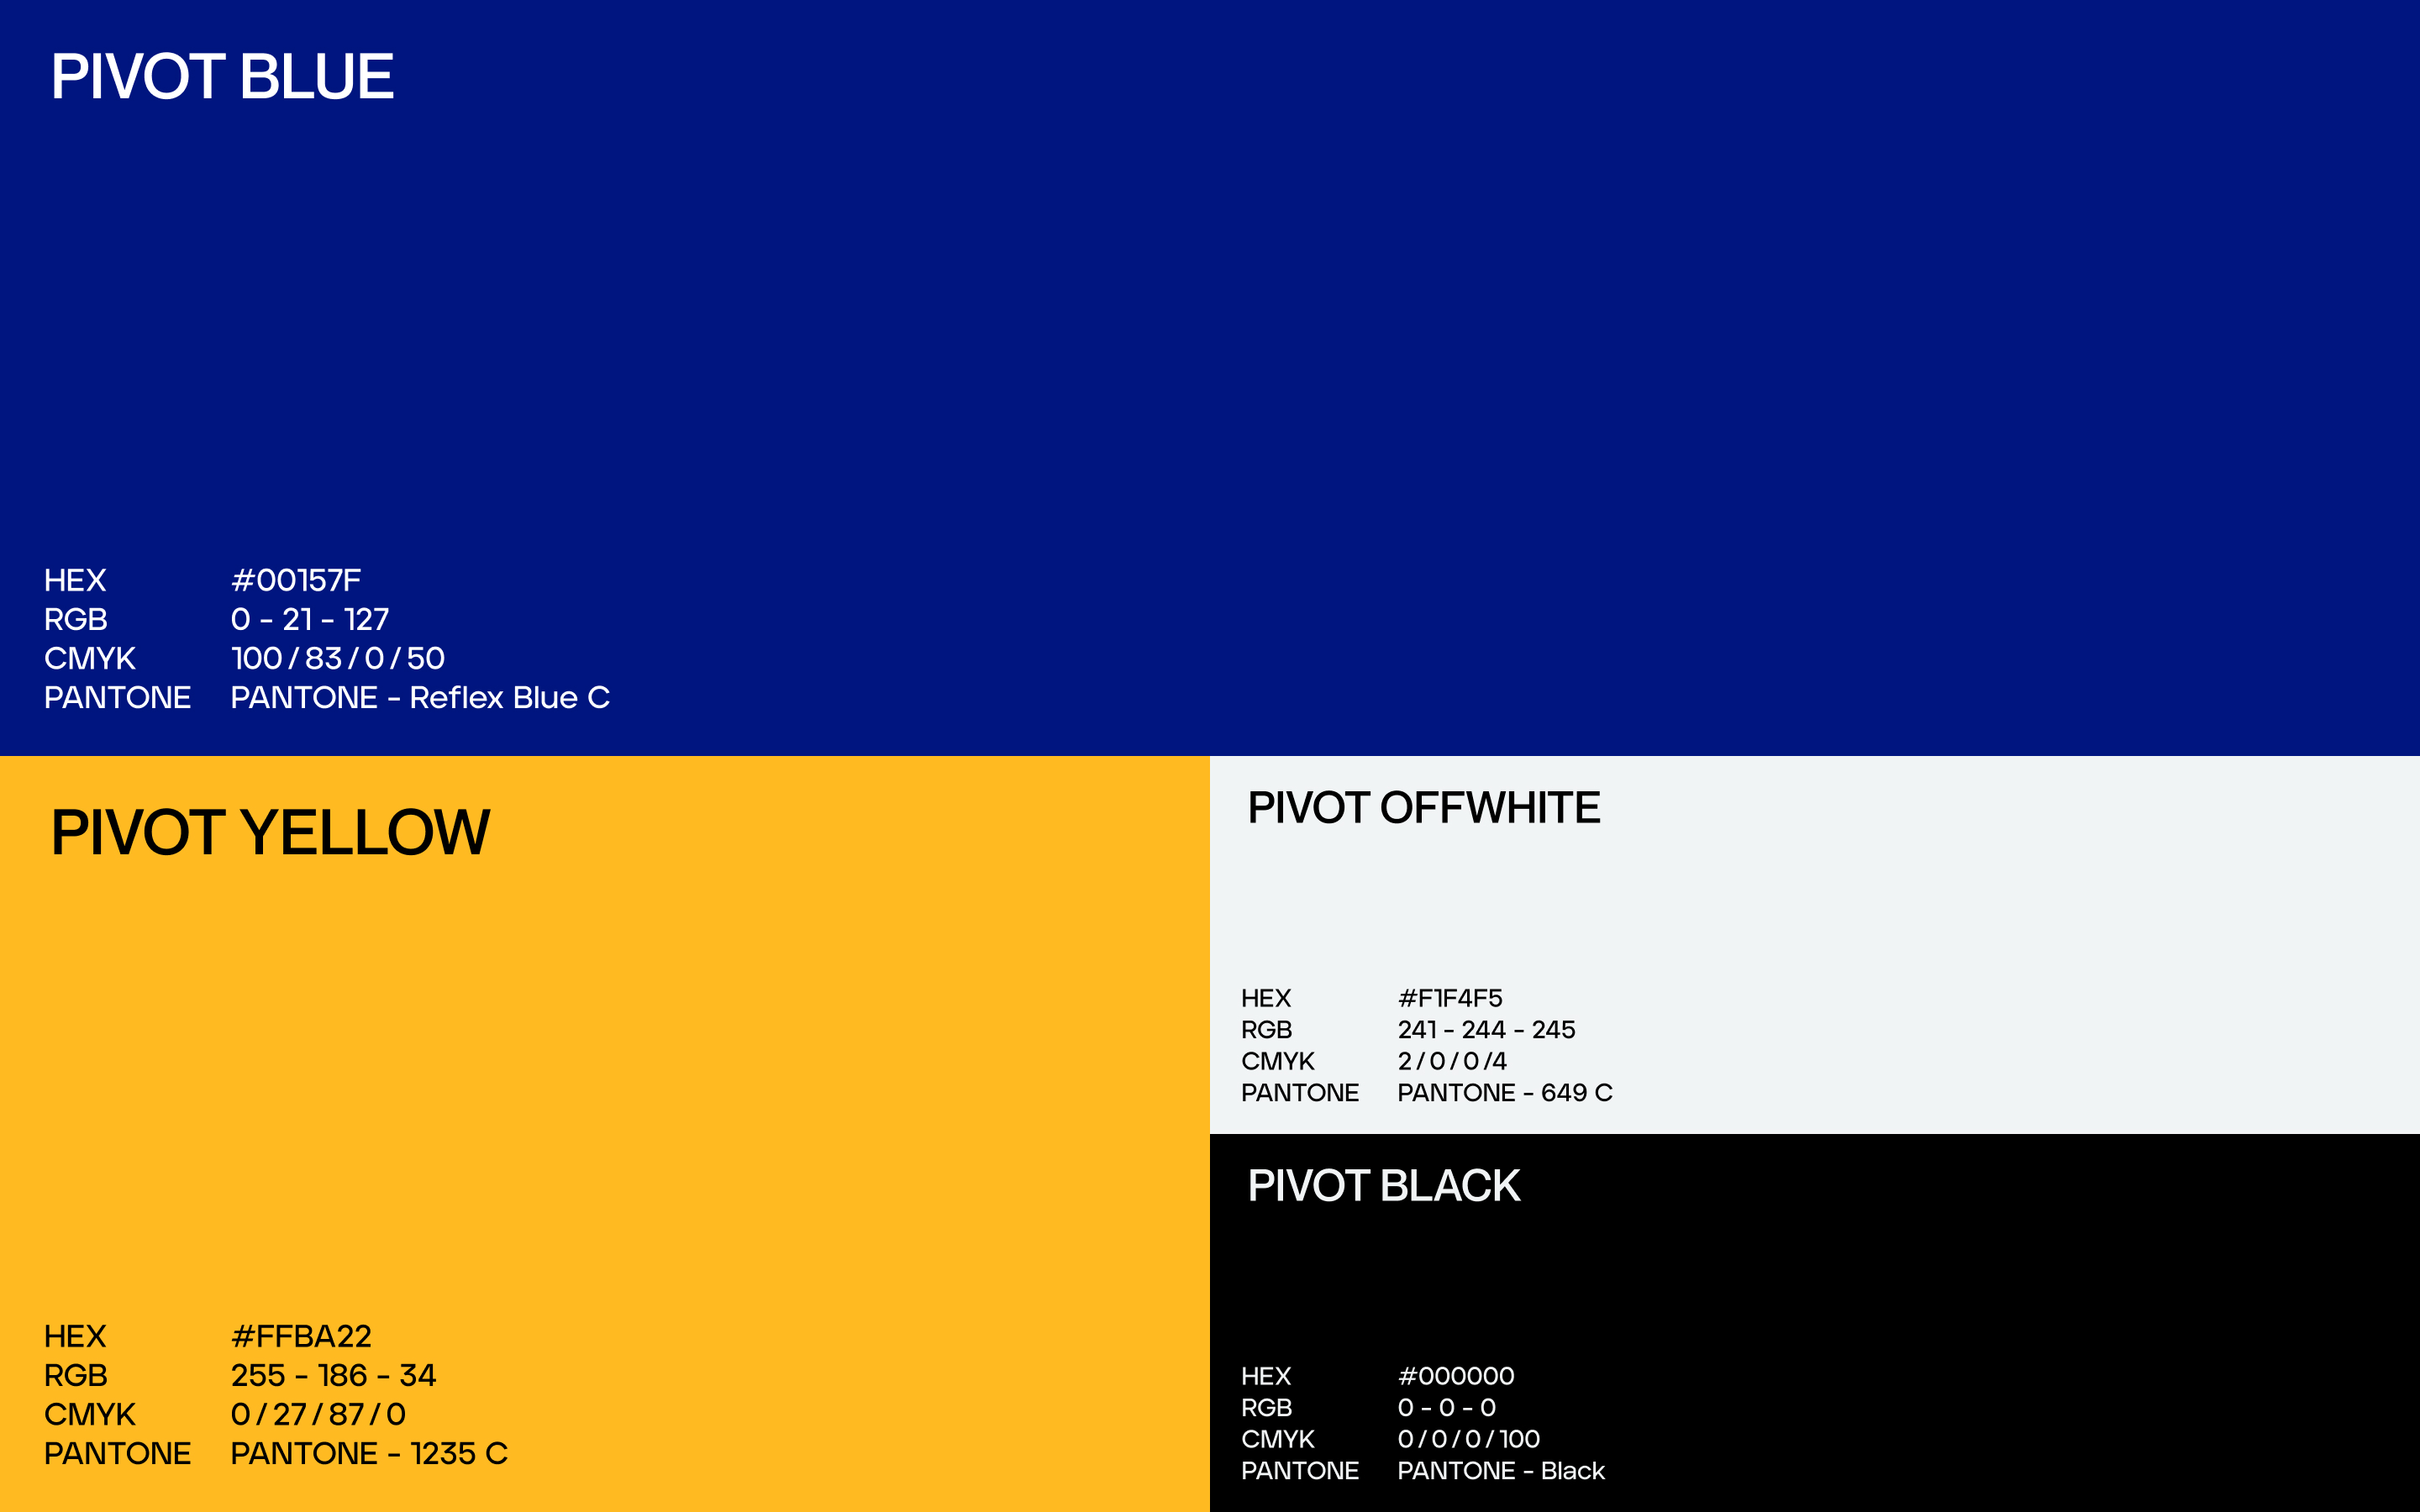 PIVOT BLUE
HEX #00157F
RGB 0 - 21 - 127
CMYK 100 / 83 / 0 / 50
PANTONE PANTONE - Reflex Blue C
PIVOT YELLOW
HEX #FFBA22
RGB 255 - 186 - 34
CMYK 0 / 27 / 87 / 0
PANTONE PANTONE - 1235 C
PIVOT OFFWHITE
HEX #F1F4F5
RGB 241 - 244 - 245
CMYK 2 / 0 / 0 /4
PANTONE PANTONE - 649 C
PIVOT BLACK
HEX #000000
RGB 0 - 0 - 0
CMYK 0 / 0 / 0 / 100
PANTONE PANTONE - Black